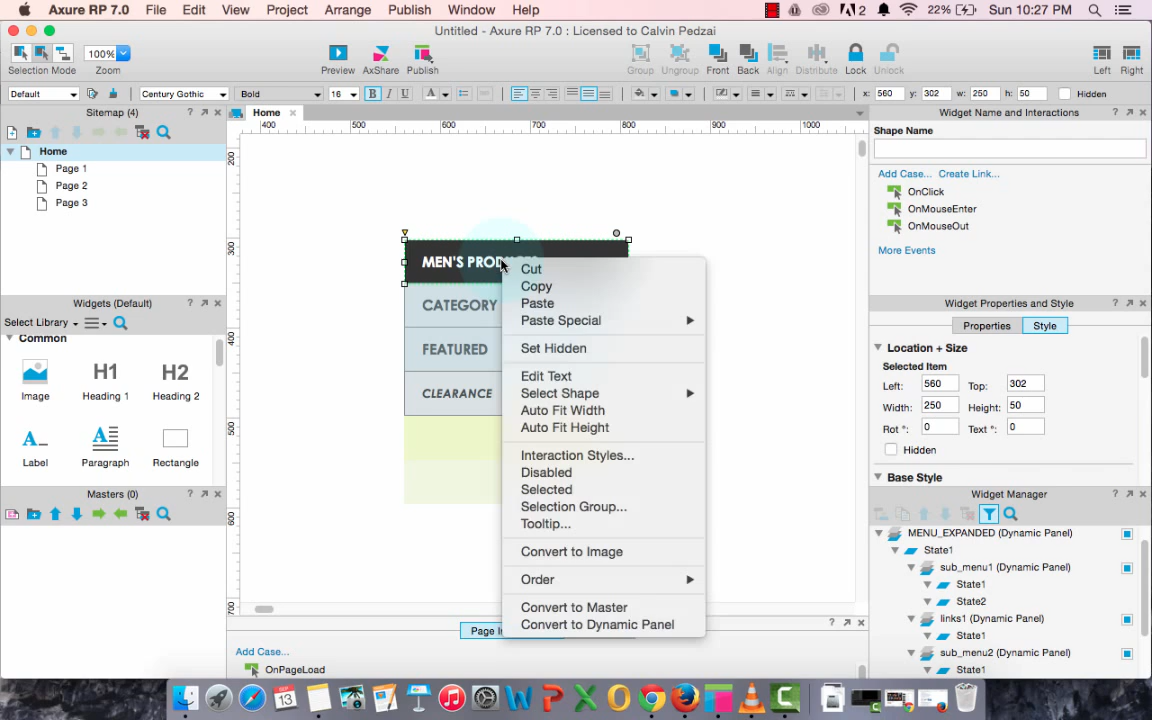 Axure RP 7.0 File Edit View Project Arrange Publish Window Help 22% Sun 10:27 PM
Untitled - Axure RP 7.0 : Licensed to Calvin Pedzai
100%
Selection Mode Zoom Preview AxShare Publish Group Ungroup Front Back Align Distribute Lock Unlock Left Right
Default Century Gothic Bold 16 B I U A x: 560 y: 302 w: 250 h: 50 Hidden
Sitemap (4)
Home
Page 1
Page 2
Page 3
Widgets (Default)
Select Library
Common
H1 H2
Image Heading 1 Heading 2
A_
Label Paragraph Rectangle
Masters (0)
Home
400 500 600 700 800 900 1000
200
300
400
500
600
700
MEN'S PROD
CATEGORY
FEATURED
CLEARANCE
Cut
Copy
Paste
Paste Special
Set Hidden
Edit Text
Select Shape
Auto Fit Width
Auto Fit Height
Interaction Styles...
Disabled
Selected
Selection Group...
Tooltip...
Convert to Image
Order
Convert to Master
Convert to Dynamic Panel
Page In
Add Case...
OnPageLoad
Widget Name and Interactions
Shape Name
Add Case... Create Link...
OnClick
OnMouseEnter
OnMouseOut
More Events
Widget Properties and Style
Properties Style
Location + Size
Selected Item
Left: 560 Top: 302
Width: 250 Height: 50
Rot °: 0 Text °: 0
Hidden
Base Style
Widget Manager
MENU_EXPANDED (Dynamic Panel)
State1
sub_menu1 (Dynamic Panel)
State1
State2
links1 (Dynamic Panel)
State1
sub_menu2 (Dynamic Panel)
State1